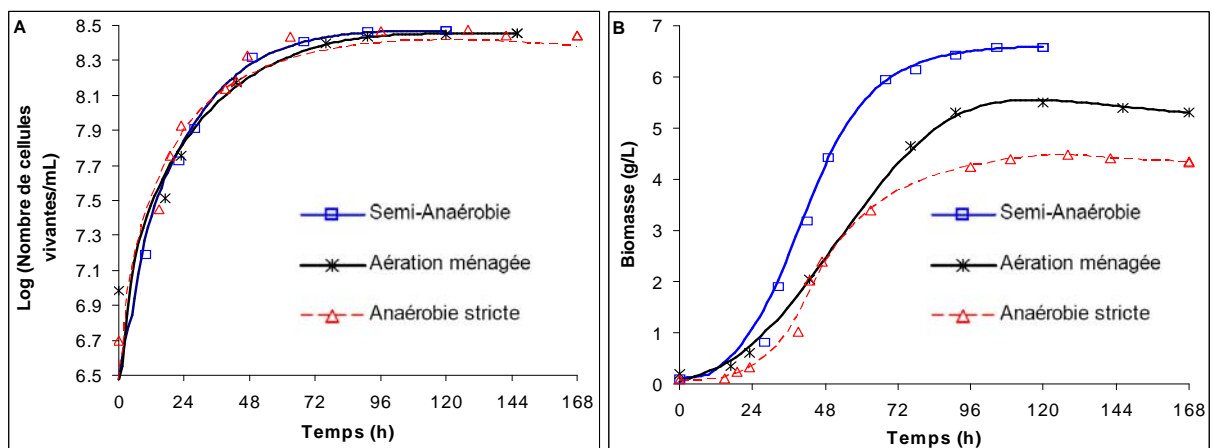 A
8.5
8.3
8.1
7.9
7.7
7.5
7.3
7.1
6.9
6.7
6.5
Log (Nombre de cellules
vivantes/mL)
Semi-Anaérobie
Aération ménagée
Anaérobie stricte
0 24 48 72 96 120 144 168
Temps (h)
B
7
6
5
4
3
2
1
0
Biomasse (g/L)
Semi-Anaérobie
Aération ménagée
Anaérobie stricte
0 24 48 72 96 120 144 168
Temps (h)